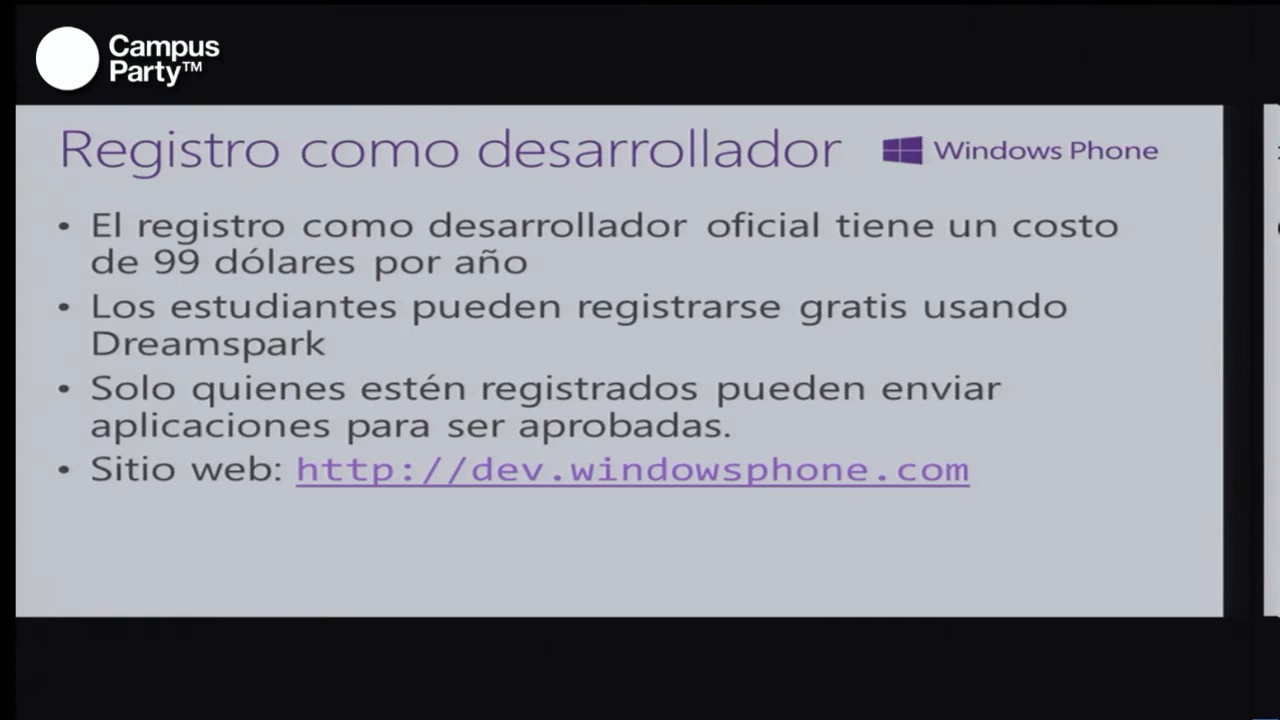 Campus
Party™
Registro como desarrollador
Windows Phone
• El registro como desarrollador oficial tiene un costo
de 99 dólares por año
• Los estudiantes pueden registrarse gratis usando
Dreamspark
• Solo quienes estén registrados pueden enviar
aplicaciones para ser aprobadas.
• Sitio web: http://dev.windowsphone.com